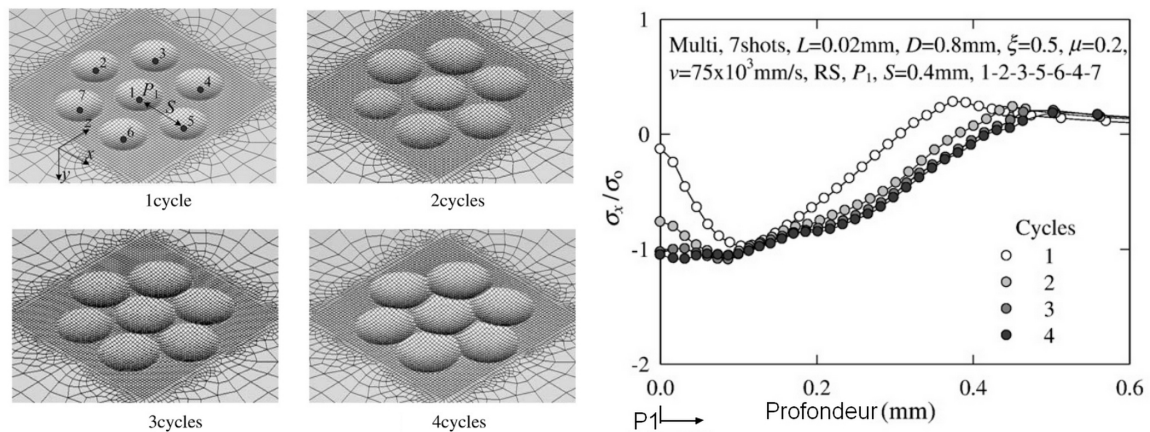 2
3
1 P₁
4
S
7
5
6
z
x
y
1cycle
2cycles
3cycles
4cycles
1
0
-1
-2
σx/σo
Multi, 7shots, L=0.02mm, D=0.8mm, ξ=0.5, μ=0.2,
v=75x10³mm/s, RS, P₁, S=0.4mm, 1-2-3-5-6-4-7
Cycles
1
2
3
4
0.0 0.2 0.4 0.6
P1 Profondeur (mm)